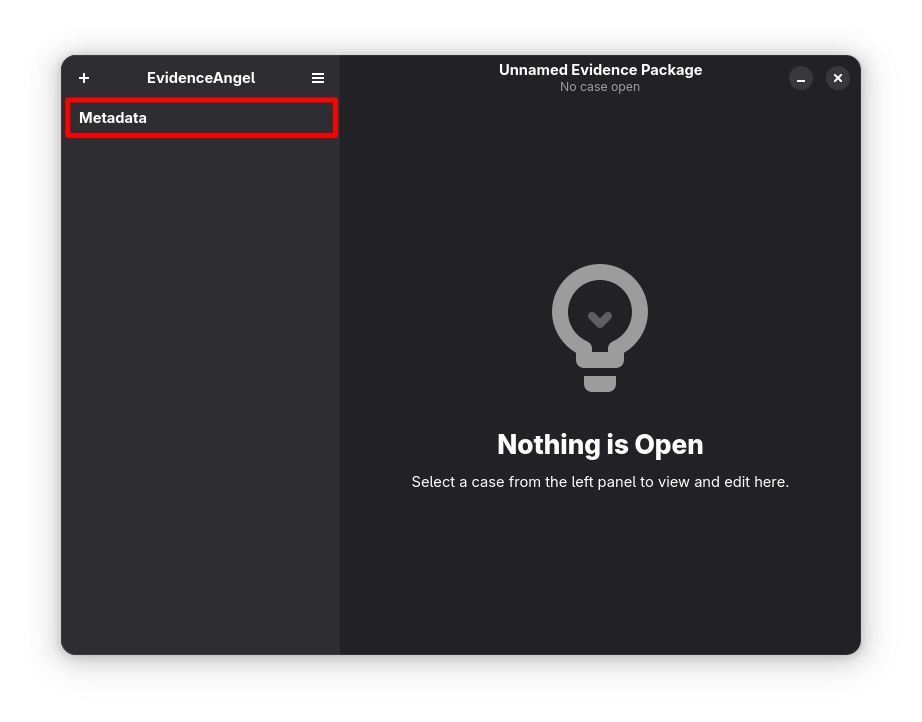 EvidenceAngel
Metadata
Unnamed Evidence Package
No case open
Nothing is Open
Select a case from the left panel to view and edit here.